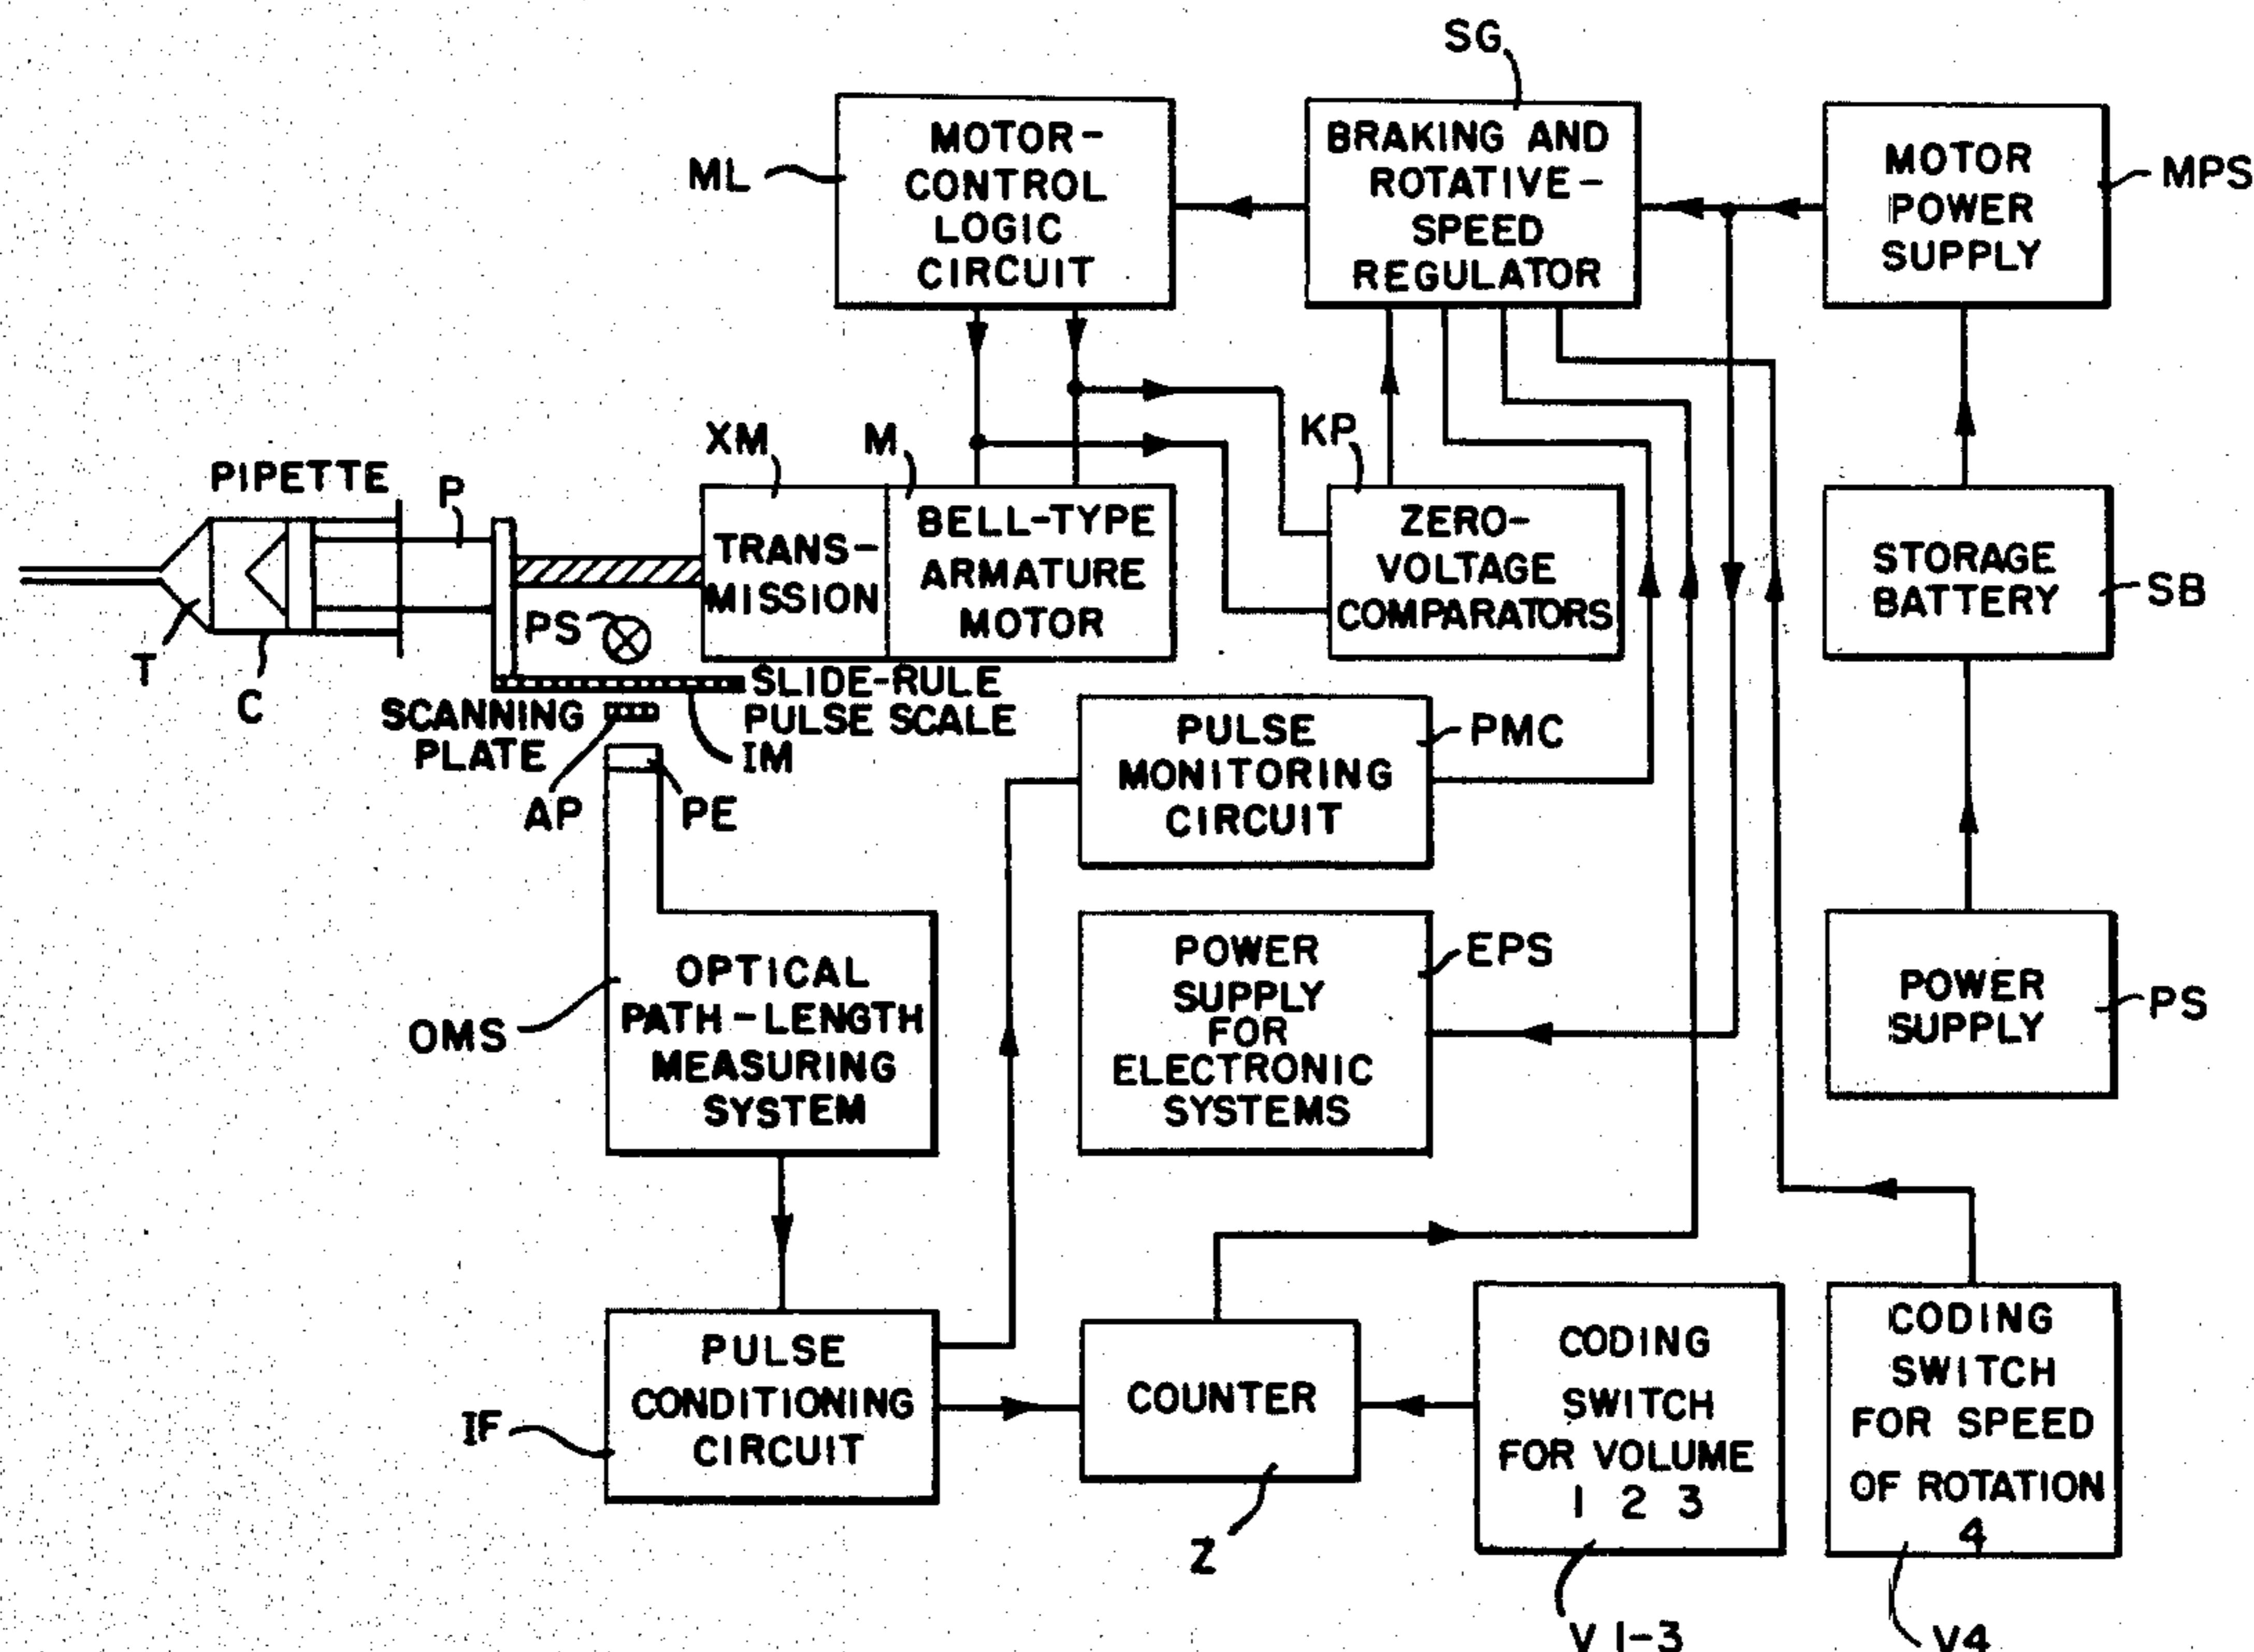 SG
MOTOR-
CONTROL
LOGIC
CIRCUIT
ML
BRAKING AND
ROTATIVE-
SPEED
REGULATOR
MOTOR
POWER
SUPPLY
MPS
PIPETTE
P
XM
M
KP
TRANS-
MISSION
BELL-TYPE
ARMATURE
MOTOR
ZERO-
VOLTAGE
COMPARATORS
STORAGE
BATTERY
SB
PS
T
C
SCANNING
PLATE
SLIDE-RULE
PULSE SCALE
IM
AP
PE
PULSE
MONITORING
CIRCUIT
PMC
OPTICAL
PATH-LENGTH
MEASURING
SYSTEM
OMS
POWER
SUPPLY
FOR
ELECTRONIC
SYSTEMS
EPS
POWER
SUPPLY
PS
PULSE
CONDITIONING
CIRCUIT
IF
COUNTER
Z
CODING
SWITCH
FOR VOLUME
1 2 3
V 1-3
CODING
SWITCH
FOR SPEED
OF ROTATION
4
V4